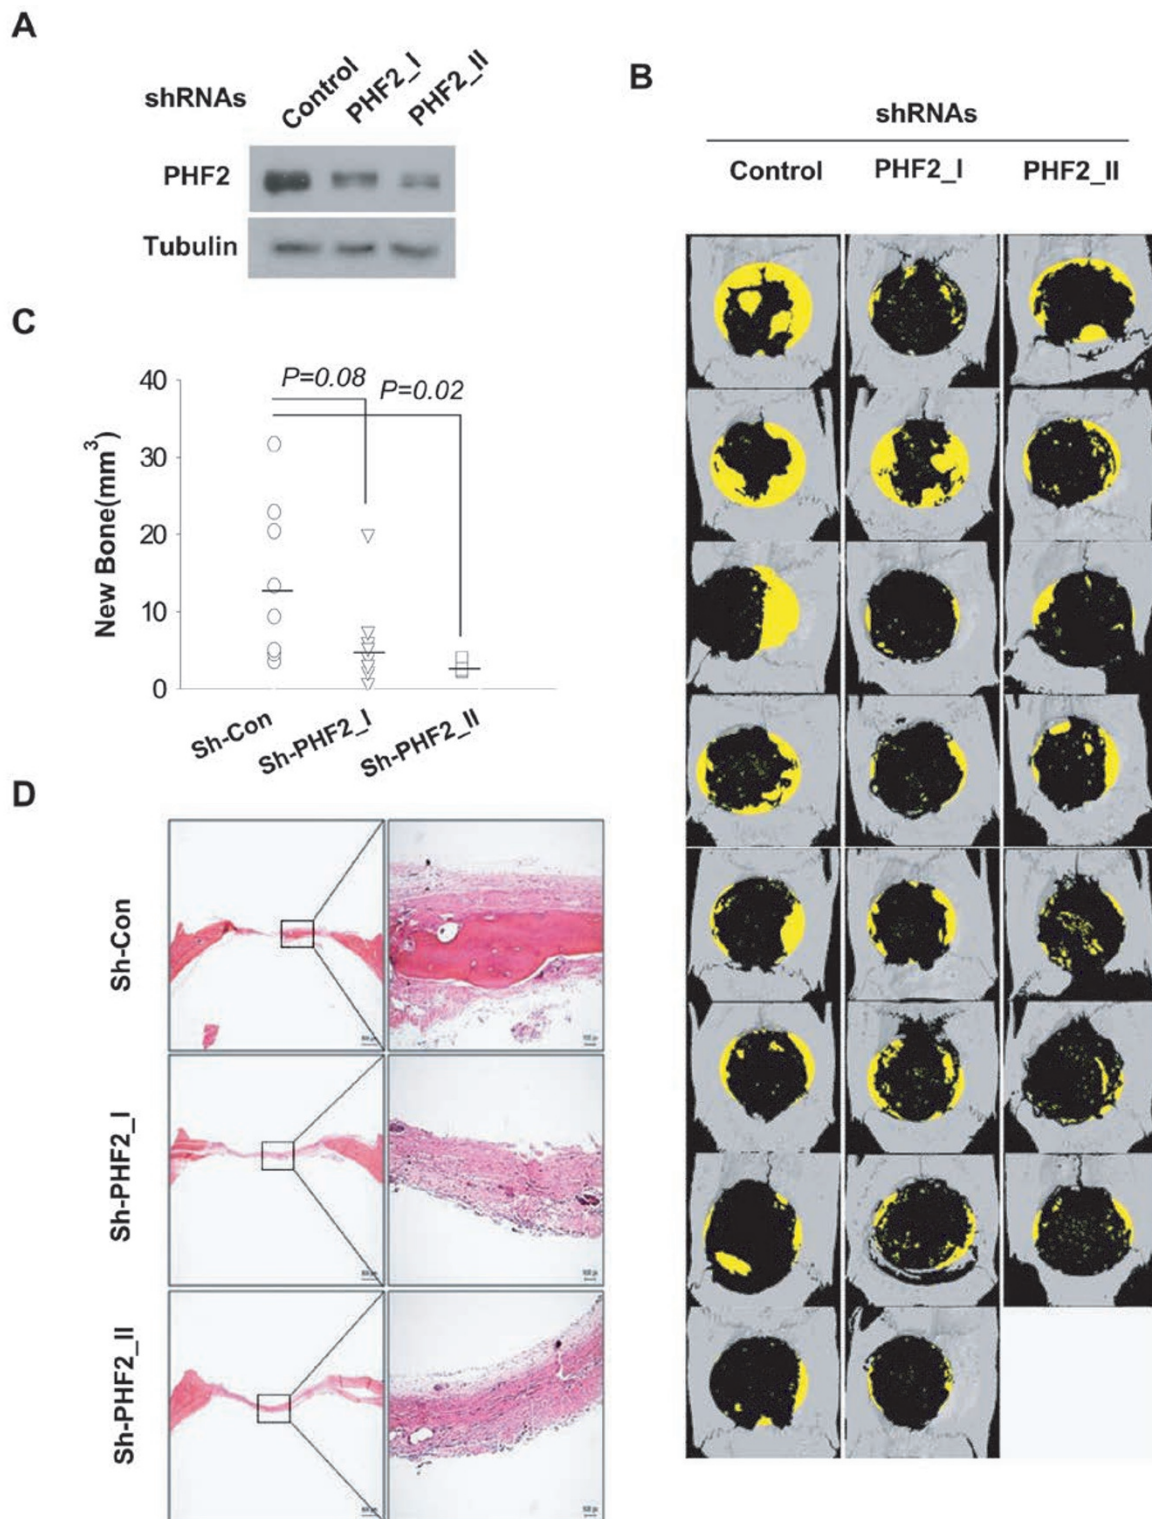 A
shRNAs
Control
PHF2_I
PHF2_II
PHF2
Tubulin
B
shRNAs
Control
PHF2_I
PHF2_II
C
New Bone(mm³)
40
30
20
10
0
P=0.08
P=0.02
Sh-Con
Sh-PHF2_I
Sh-PHF2_II
D
Sh-Con
Sh-PHF2_I
Sh-PHF2_II